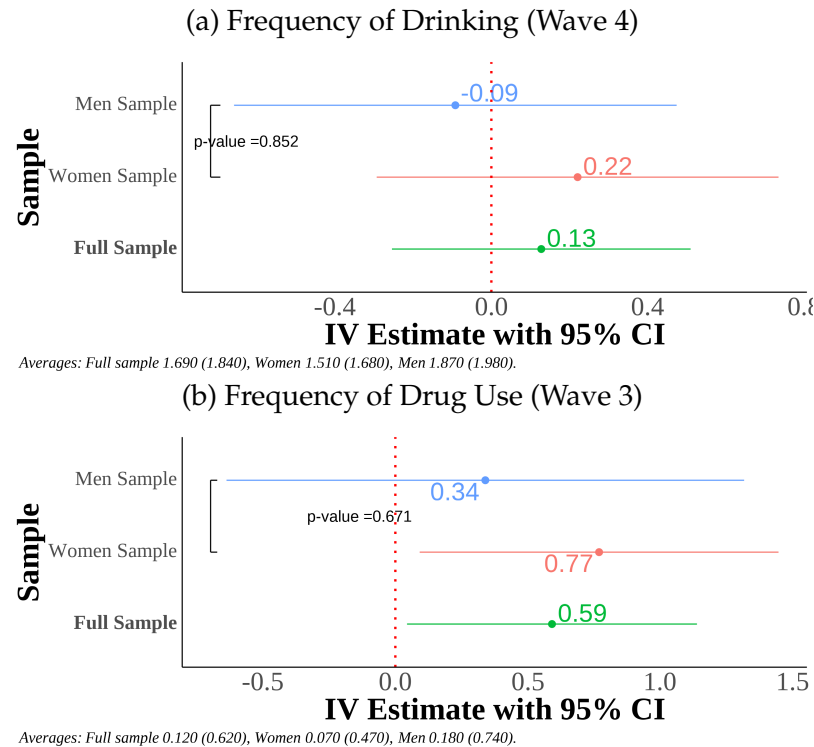 (a) Frequency of Drinking (Wave 4)
Men Sample
-0.09
p-value =0.852
Women Sample
0.22
Full Sample
0.13
Sample
-0.4 0.0 0.4 0.8
IV Estimate with 95% CI
Averages: Full sample 1.690 (1.840), Women 1.510 (1.680), Men 1.870 (1.980).
(b) Frequency of Drug Use (Wave 3)
Men Sample
0.34
p-value =0.671
Women Sample
0.77
Full Sample
0.59
Sample
-0.5 0.0 0.5 1.0 1.5
IV Estimate with 95% CI
Averages: Full sample 0.120 (0.620), Women 0.070 (0.470), Men 0.180 (0.740).